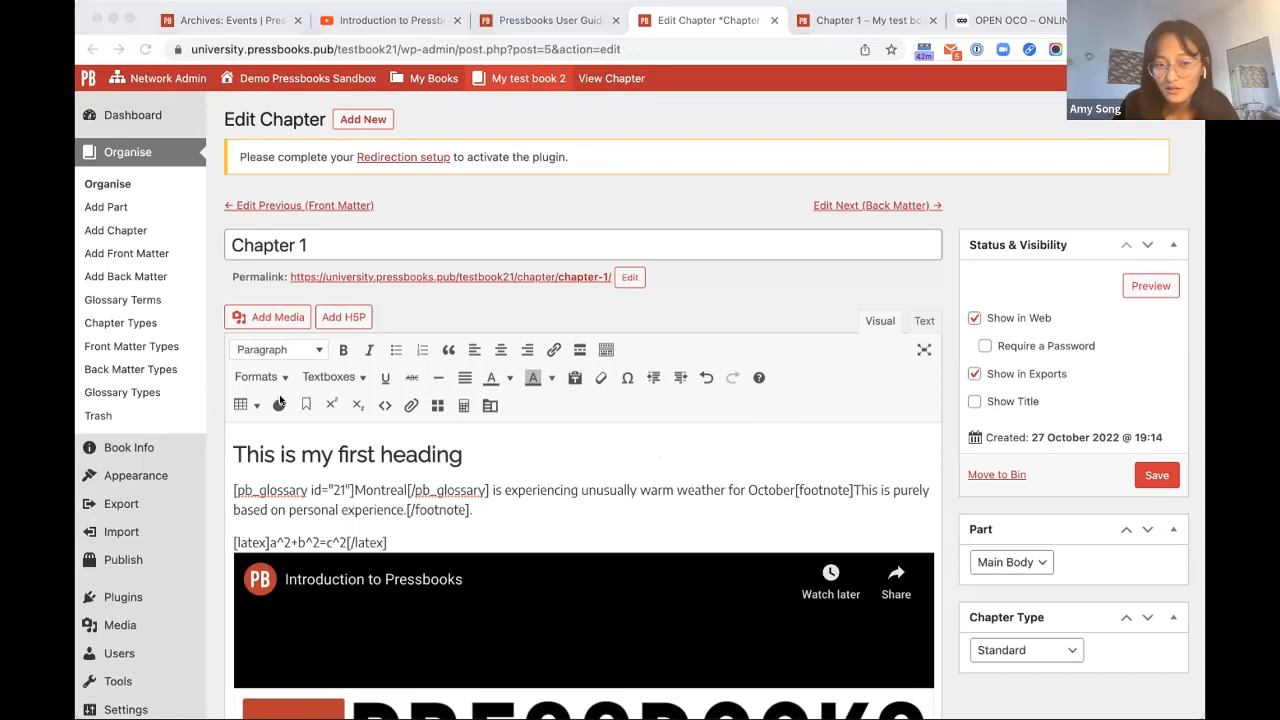 Archives: Events | Pres
Introduction to Pressb
Pressbooks User Guid
Edit Chapter "Chapter
Chapter 1 – My test b
OPEN OCO – ONLIN
university.pressbooks.pub/testbook21/wp-admin/post.php?post=5&action=edit
42m
PB Network Admin Demo Pressbooks Sandbox My Books My test book 2 View Chapter
Amy Song
Dashboard
Organise
Organise
Add Part
Add Chapter
Add Front Matter
Add Back Matter
Glossary Terms
Chapter Types
Front Matter Types
Back Matter Types
Glossary Types
Trash
Book Info
Appearance
Export
Import
Publish
Plugins
Media
Users
Tools
Settings
Edit Chapter Add New
Please complete your Redirection setup to activate the plugin.
← Edit Previous (Front Matter) Edit Next (Back Matter) →
Chapter 1
Permalink: https://university.pressbooks.pub/testbook21/chapter/chapter-1/ Edit
Add Media Add H5P
Visual Text
Paragraph
Formats Textboxes
This is my first heading
[pb_glossary id="21"]Montreal[/pb_glossary] is experiencing unusually warm weather for October[footnote]This is purely
based on personal experience.[/footnote].
[latex]a^2+b^2=c^2[/latex]
PB Introduction to Pressbooks
Watch later Share
PRESSBOOKS
Status & Visibility
Preview
Show in Web
Require a Password
Show in Exports
Show Title
Created: 27 October 2022 @ 19:14
Move to Bin Save
Part
Main Body
Chapter Type
Standard